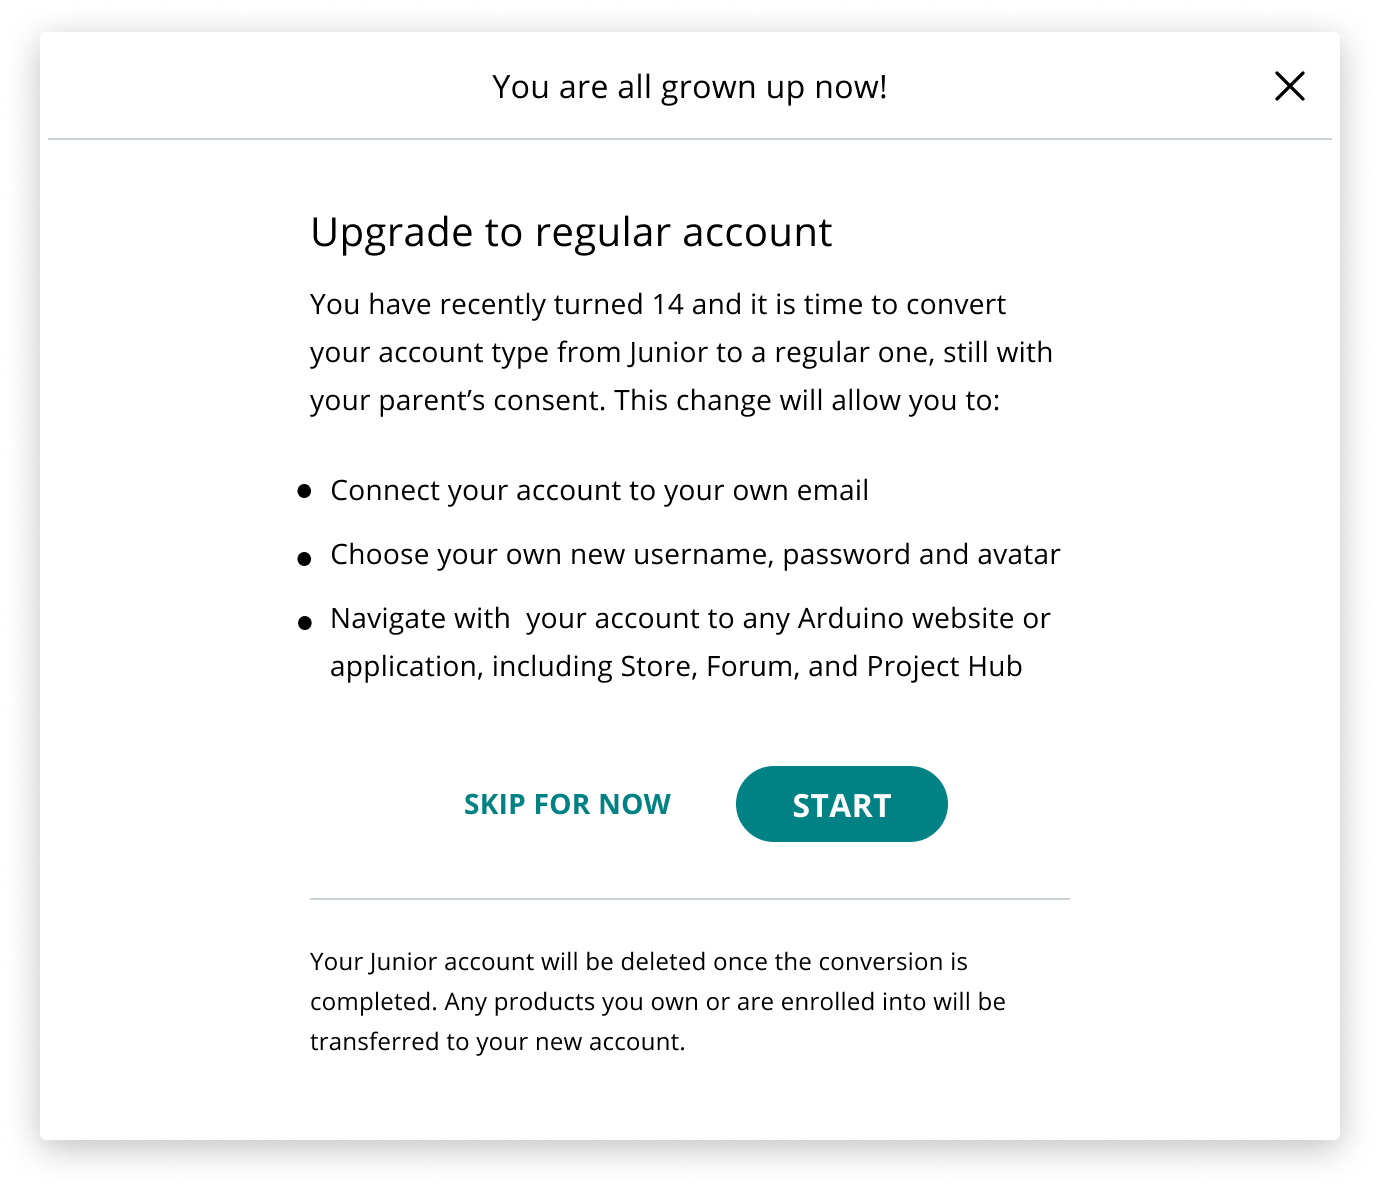 You are all grown up now!
Upgrade to regular account
You have recently turned 14 and it is time to convert
your account type from Junior to a regular one, still with
your parent’s consent. This change will allow you to:
● Connect your account to your own email
● Choose your own new username, password and avatar
● Navigate with  your account to any Arduino website or
application, including Store, Forum, and Project Hub
SKIP FOR NOW
START
Your Junior account will be deleted once the conversion is
completed. Any products you own or are enrolled into will be
transferred to your new account.